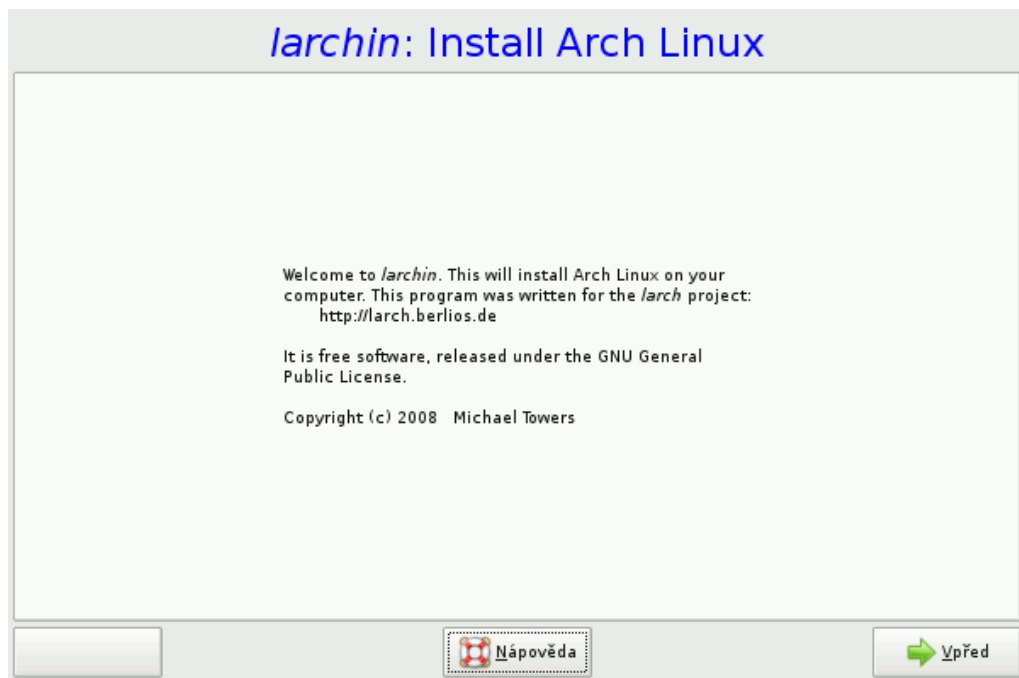 larchin: Install Arch Linux
Welcome to larchin. This will install Arch Linux on your
computer. This program was written for the larch project:
http://larch.berlios.de
It is free software, released under the GNU General
Public License.
Copyright (c) 2008 Michael Towers
Nápověda
Vpřed